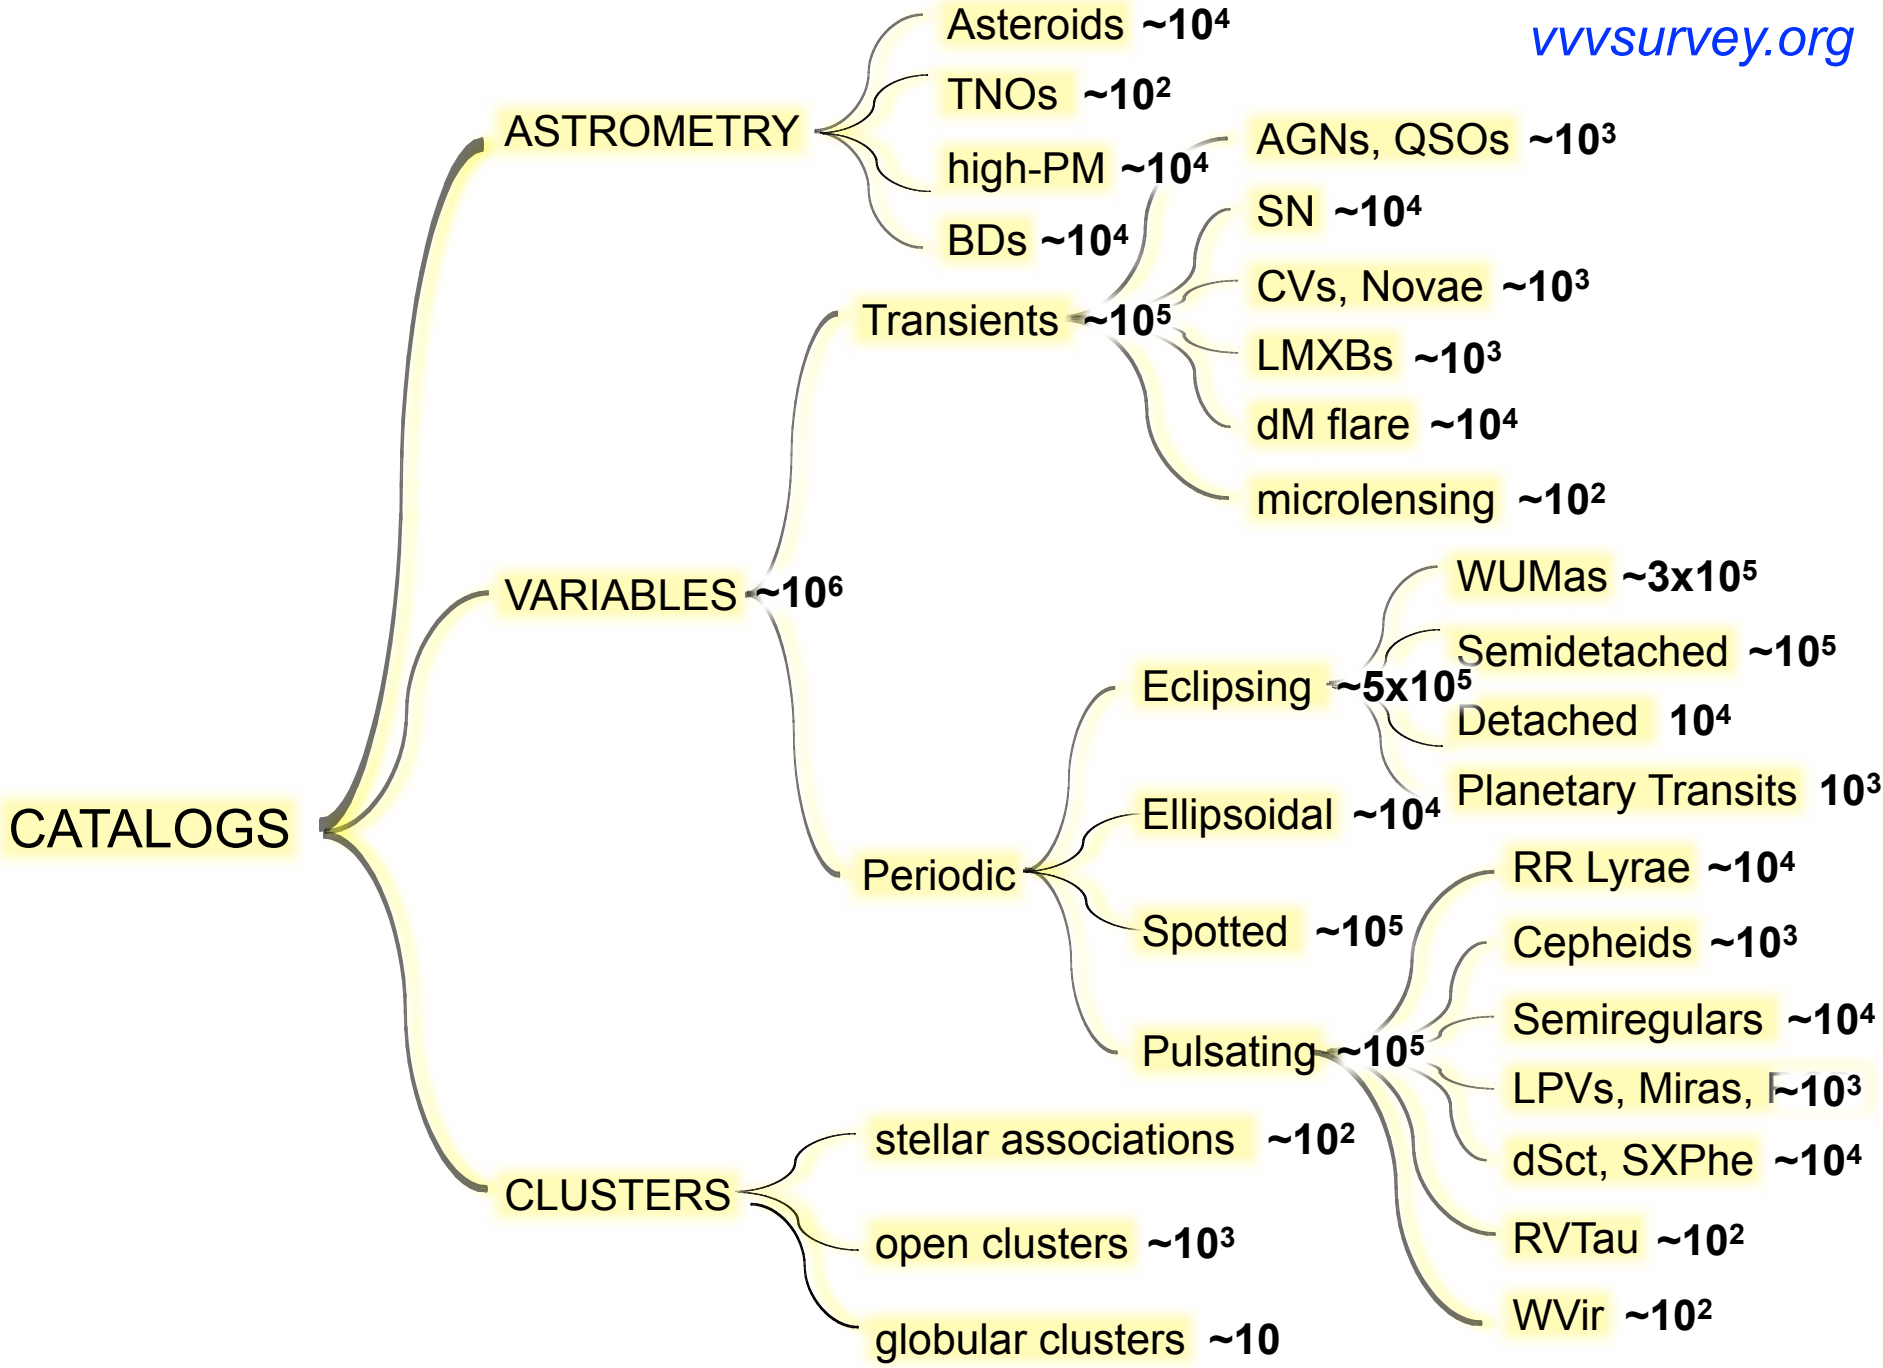 vvvsurvey.org
Asteroids ~10⁴
TNOs ~10²
ASTROMETRY
high-PM ~10⁴
BDs ~10⁴
AGNs, QSOs ~10³
SN ~10⁴
CVs, Novae ~10³
Transients ~10⁵
LMXBs ~10³
dM flare ~10⁴
microlensing ~10²
VARIABLES ~10⁶
WUMas ~3x10⁵
Semidetached ~10⁵
Eclipsing ~5x10⁵
Detached 10⁴
Planetary Transits 10³
Ellipsoidal ~10⁴
CATALOGS
Periodic
Spotted ~10⁵
RR Lyrae ~10⁴
Cepheids ~10³
Semiregulars ~10⁴
Pulsating ~10⁵
LPVs, Miras, ~10³
dSct, SXPhe ~10⁴
RVTau ~10²
WVir ~10²
stellar associations ~10²
CLUSTERS
open clusters ~10³
globular clusters ~10